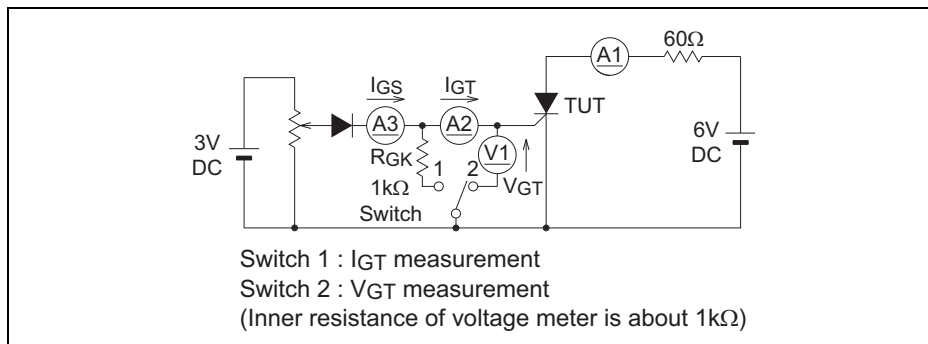 60Ω
A1
IGS
IGT
TUT
A3
A2
3V
DC
RGK
1
2
V1
6V
DC
1kΩ
VGT
Switch
Switch 1 : IGT measurement
Switch 2 : VGT measurement
(Inner resistance of voltage meter is about 1kΩ)